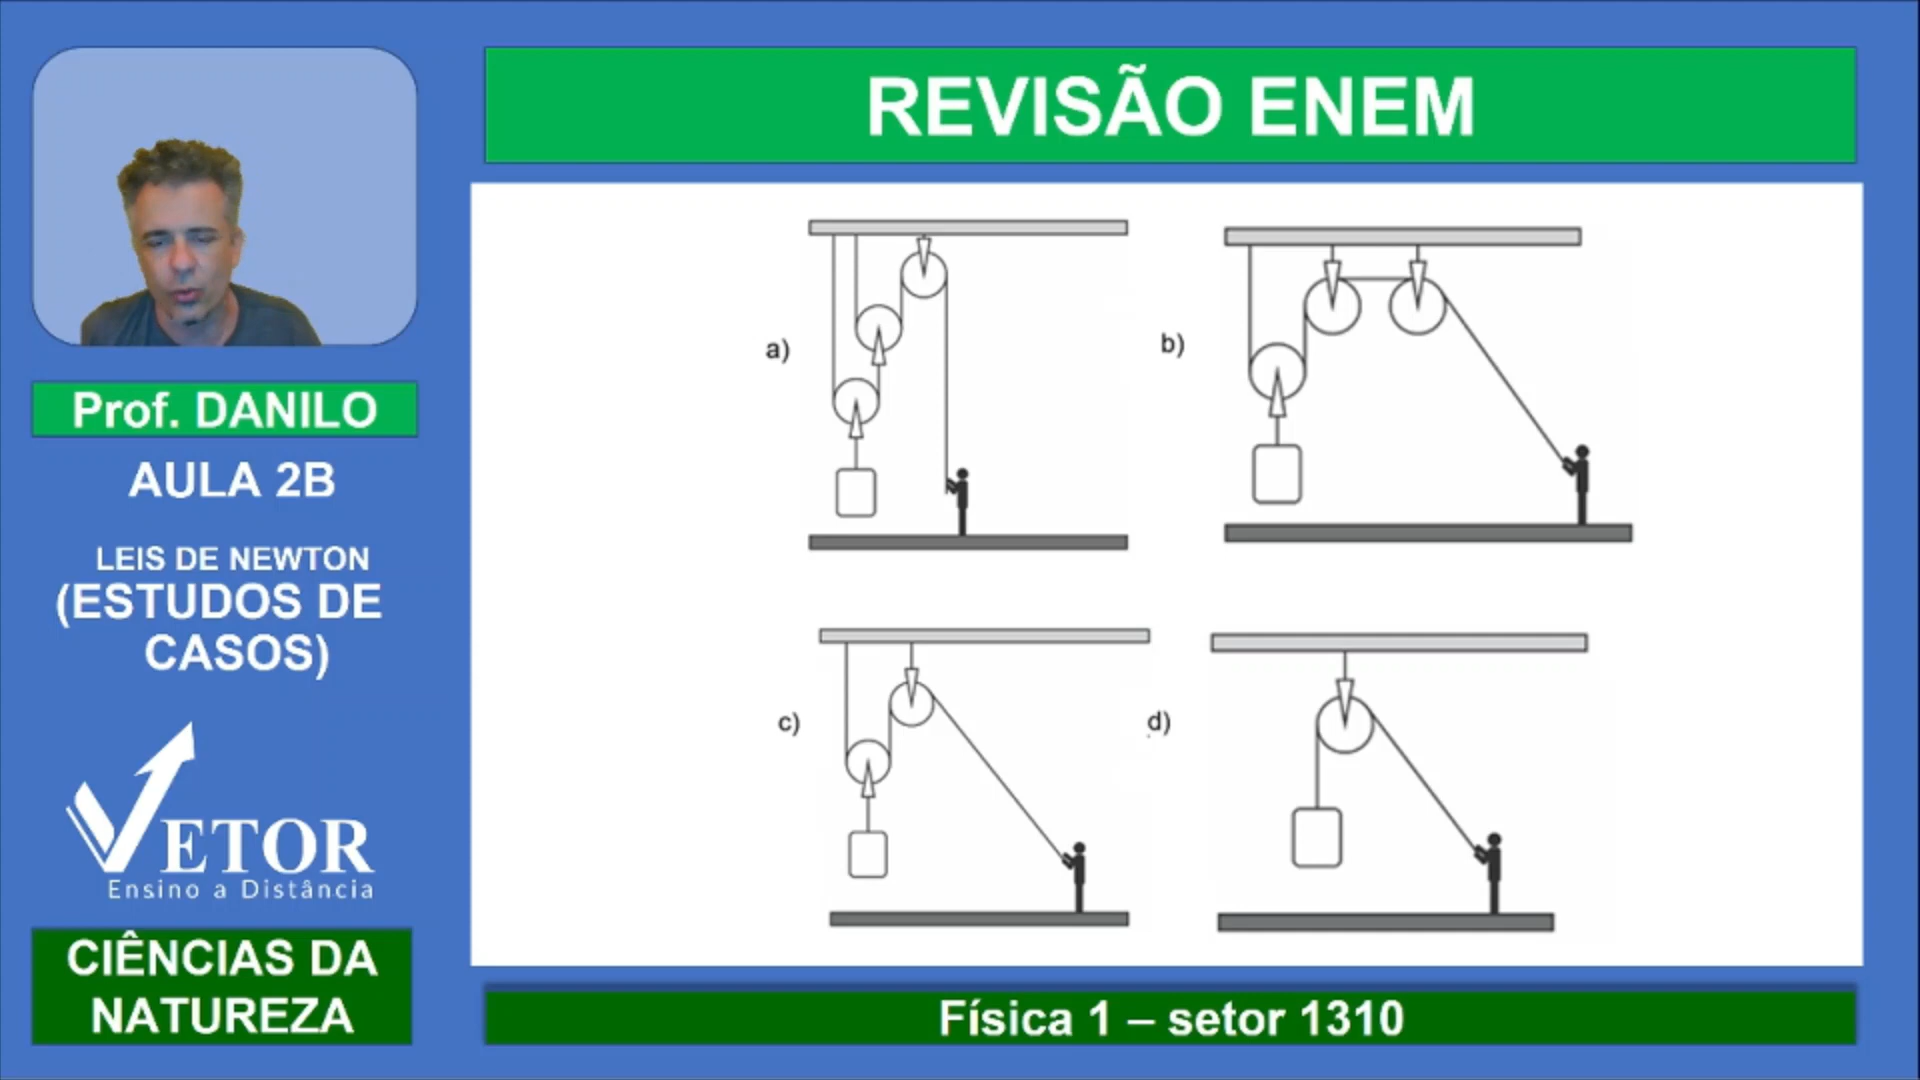 REVISÃO ENEM
Prof. DANILO
AULA 2B
LEIS DE NEWTON
(ESTUDOS DE
CASOS)
VETOR
Ensino a Distância
CIÊNCIAS DA
NATUREZA
a)
b)
c)
d)
Física 1 – setor 1310